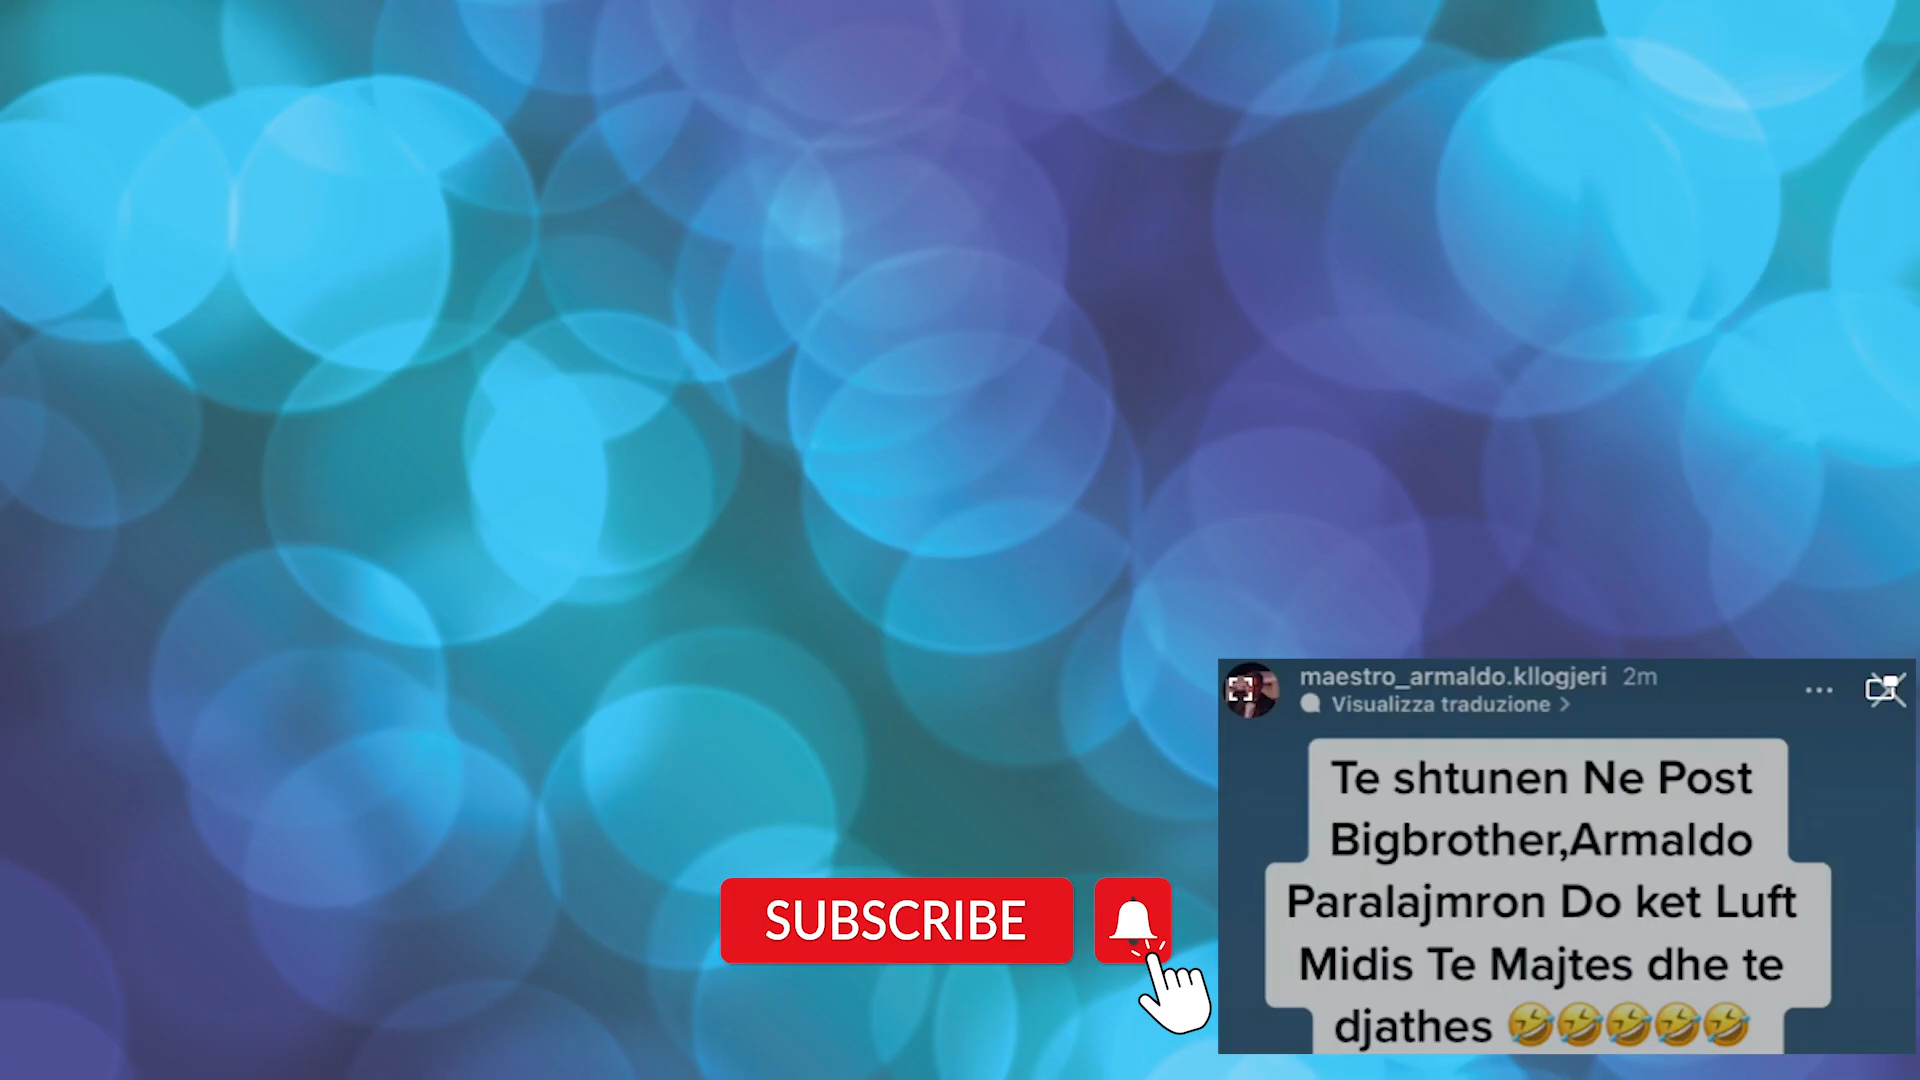 maestro_armaldo.kllogjeri 2m
Visualizza traduzione >
Te shtunen Ne Post
Bigbrother,Armaldo
Paralajmron Do ket Luft
Midis Te Majtes dhe te
djathes 🤣🤣🤣🤣🤣
SUBSCRIBE